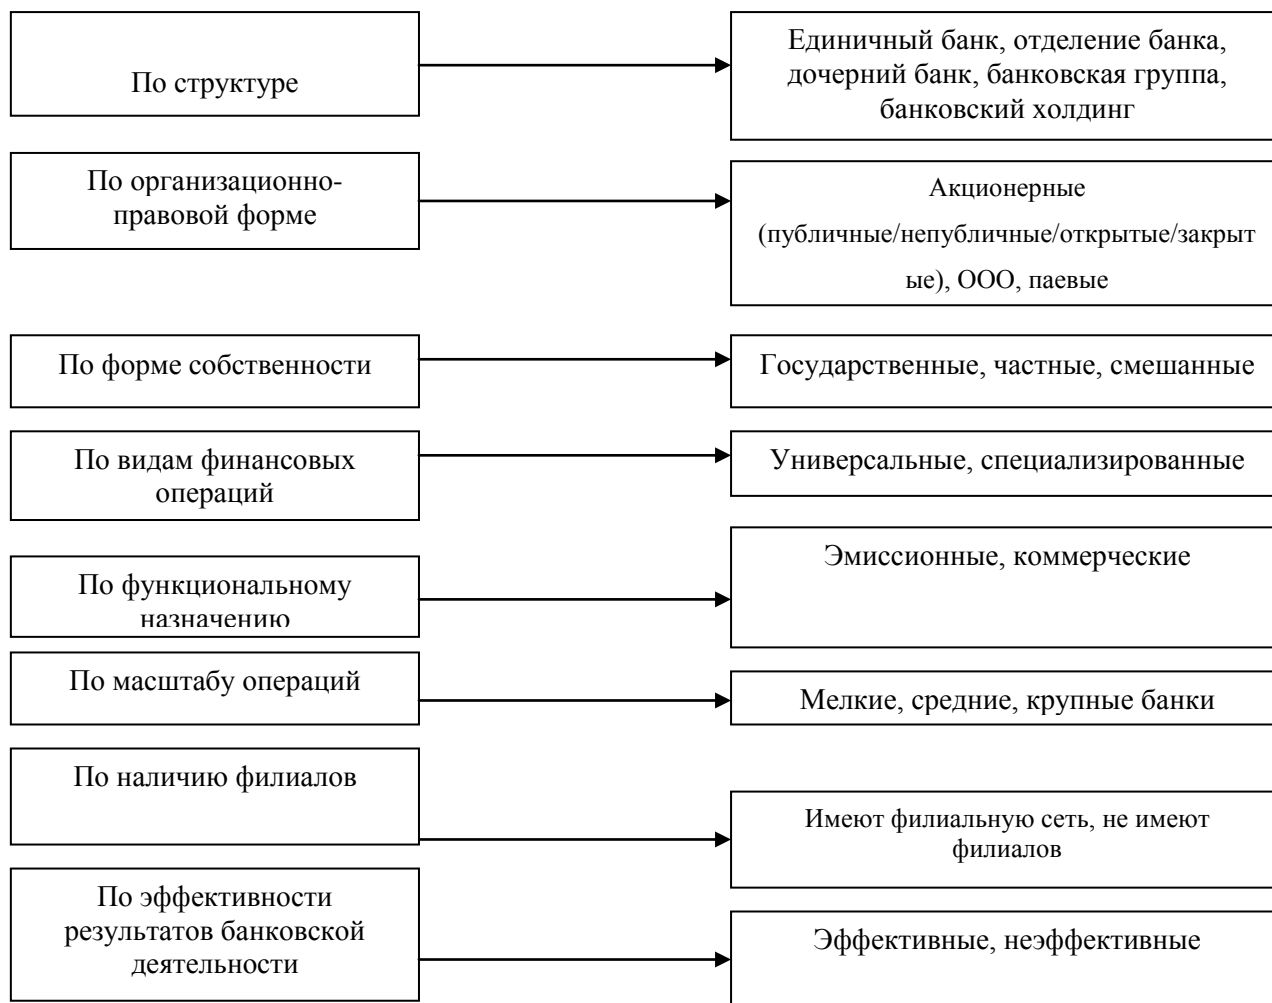 По структуре
Единичный банк, отделение банка,
дочерний банк, банковская группа,
банковский холдинг
По организационно-
правовой форме
Акционерные
(публичные/непубличные/открытые/закрыт
ые), ООО, паевые
По форме собственности
Государственные, частные, смешанные
По видам финансовых
операций
Универсальные, специализированные
По функциональному
назначению
Эмиссионные, коммерческие
По масштабу операций
Мелкие, средние, крупные банки
По наличию филиалов
Имеют филиальную сеть, не имеют
филиалов
По эффективности
результатов банковской
деятельности
Эффективные, неэффективные